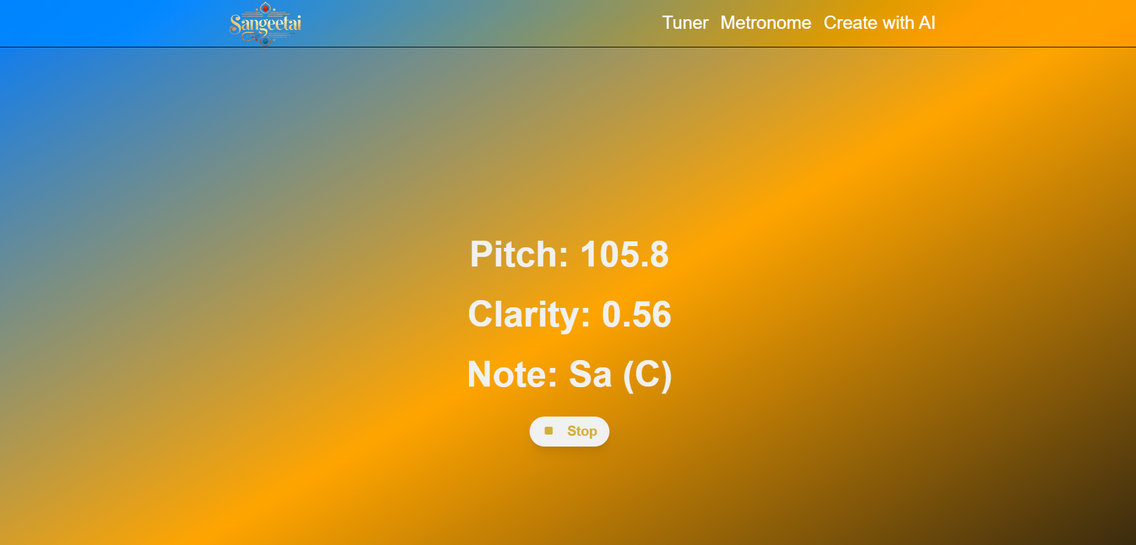 Sangeetai
Tuner Metronome Create with AI
Pitch: 105.8
Clarity: 0.56
Note: Sa (C)
Stop